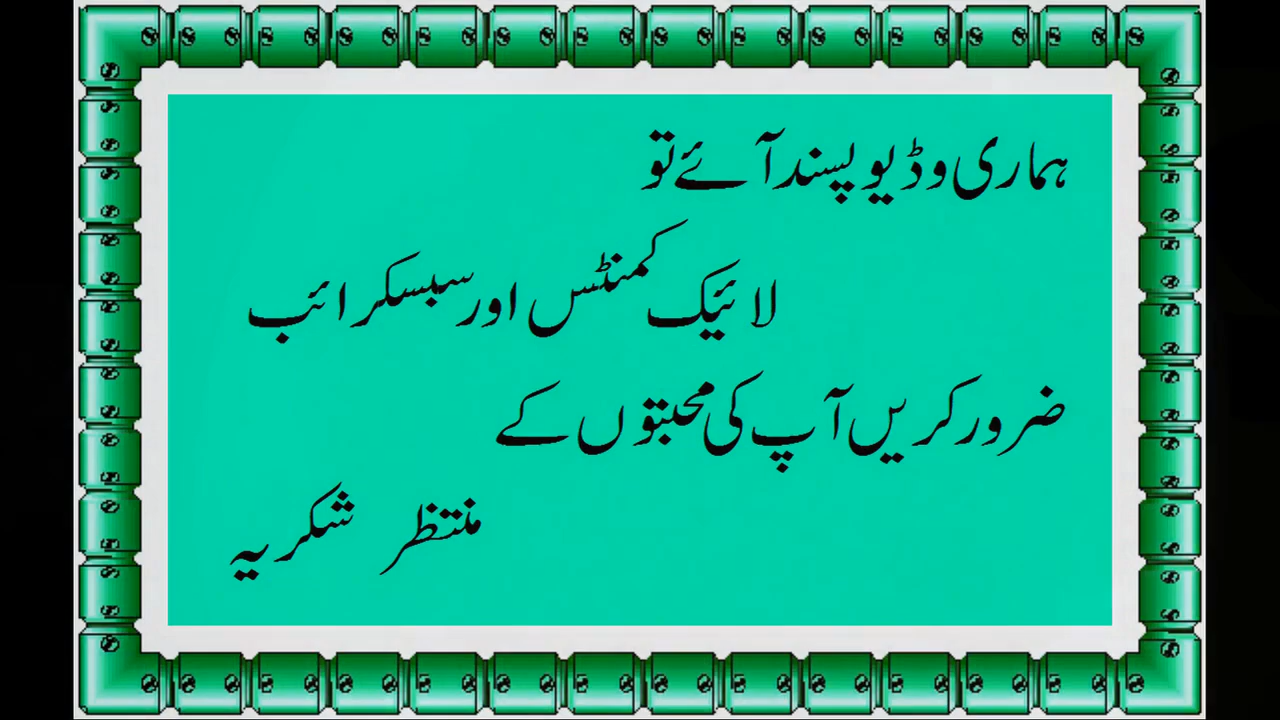 ہماری وڈیو پسند آئے تو
لائیک کمنٹس اور سبسکرائب
ضرور کریں آپ کی محبتوں کے
منتظر شکریہ